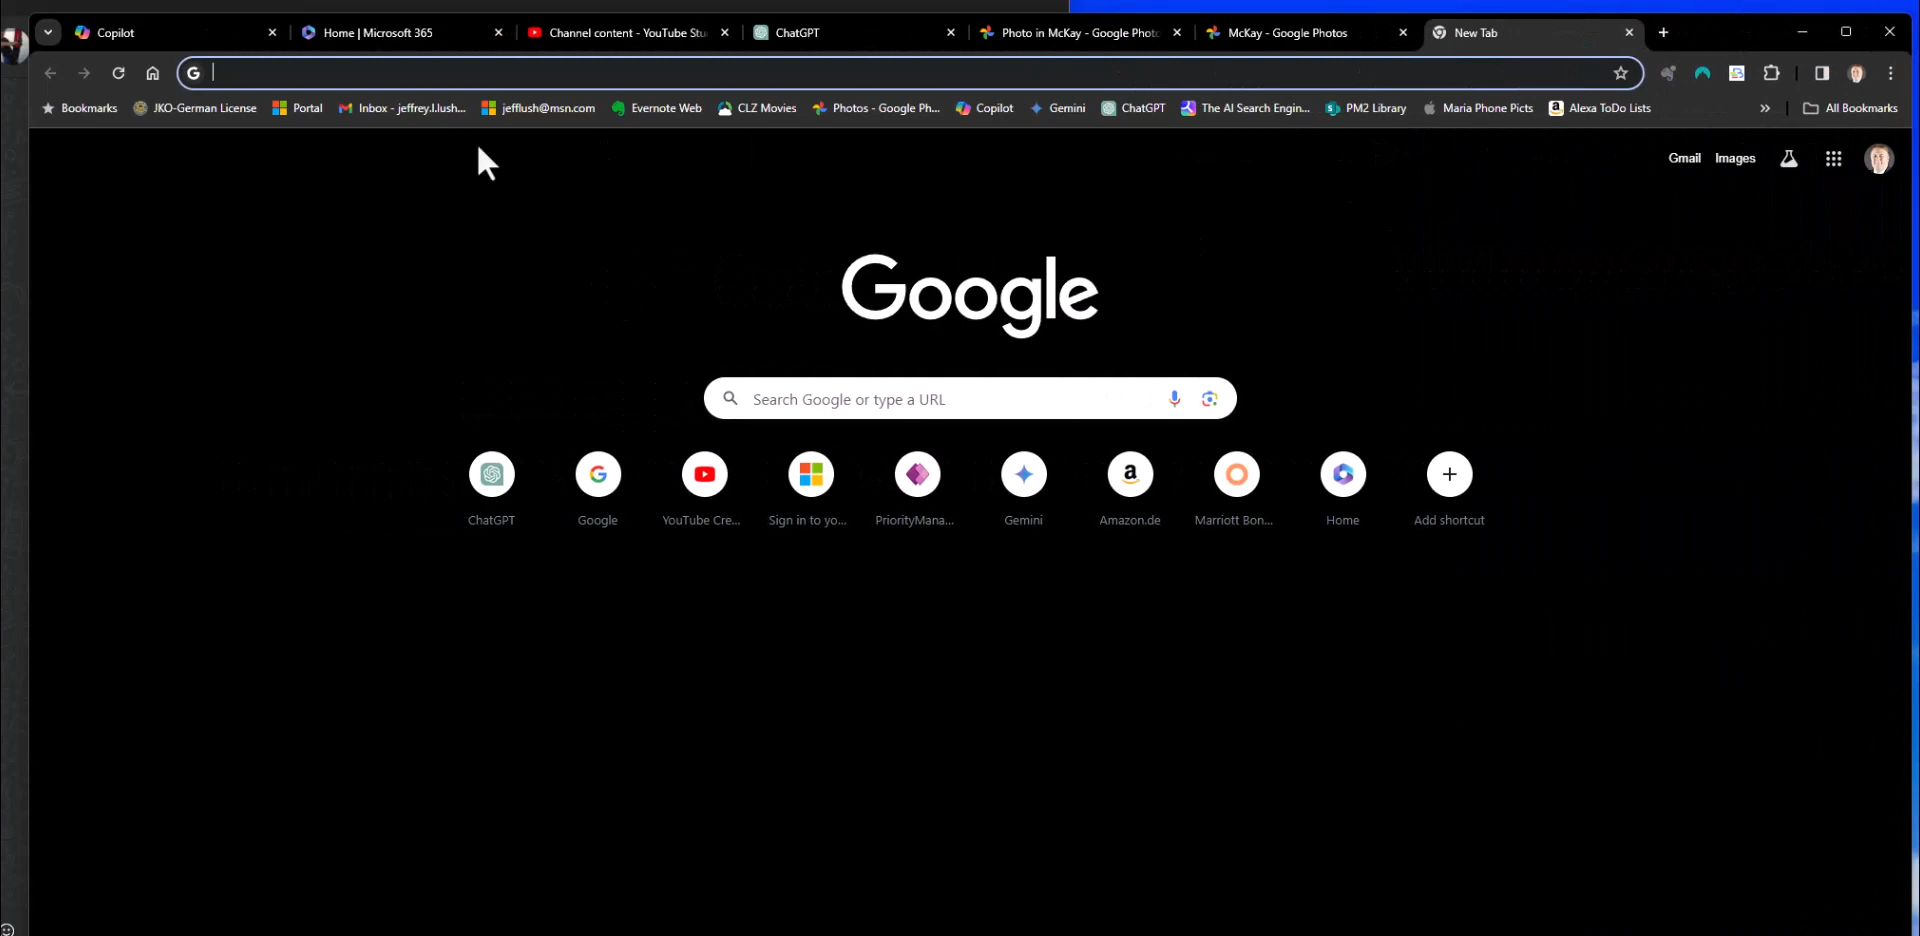 Copilot
Home | Microsoft 365
Channel content - YouTube Stu
ChatGPT
Photo in McKay - Google Photo
McKay - Google Photos
New Tab
Bookmarks
JKO-German License
Portal
Inbox - jeffrey.l.lush...
jefflush@msn.com
Evernote Web
CLZ Movies
Photos - Google Ph...
Copilot
Gemini
ChatGPT
The AI Search Engin...
PM2 Library
Maria Phone Picts
Alexa ToDo Lists
All Bookmarks
Gmail
Images
Google
Search Google or type a URL
ChatGPT
Google
YouTube Cre...
Sign in to yo...
PriorityMana...
Gemini
Amazon.de
Marriott Bon...
Home
Add shortcut